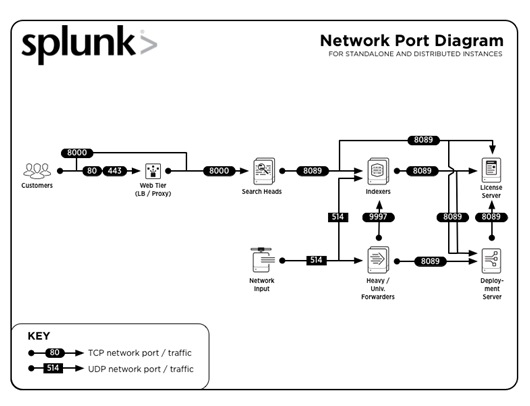 splunk>
Network Port Diagram
FOR STANDALONE AND DISTRIBUTED INSTANCES
8089
8000
80 443
8000
8089
8089
Customers
Web Tier
(LB / Proxy)
Search Heads
Indexers
License
Server
514
9997
8089
8089
514
8089
Network
Input
Heavy /
Univ.
Forwarders
Deploy-
ment
Server
KEY
80 TCP network port / traffic
514 UDP network port / traffic